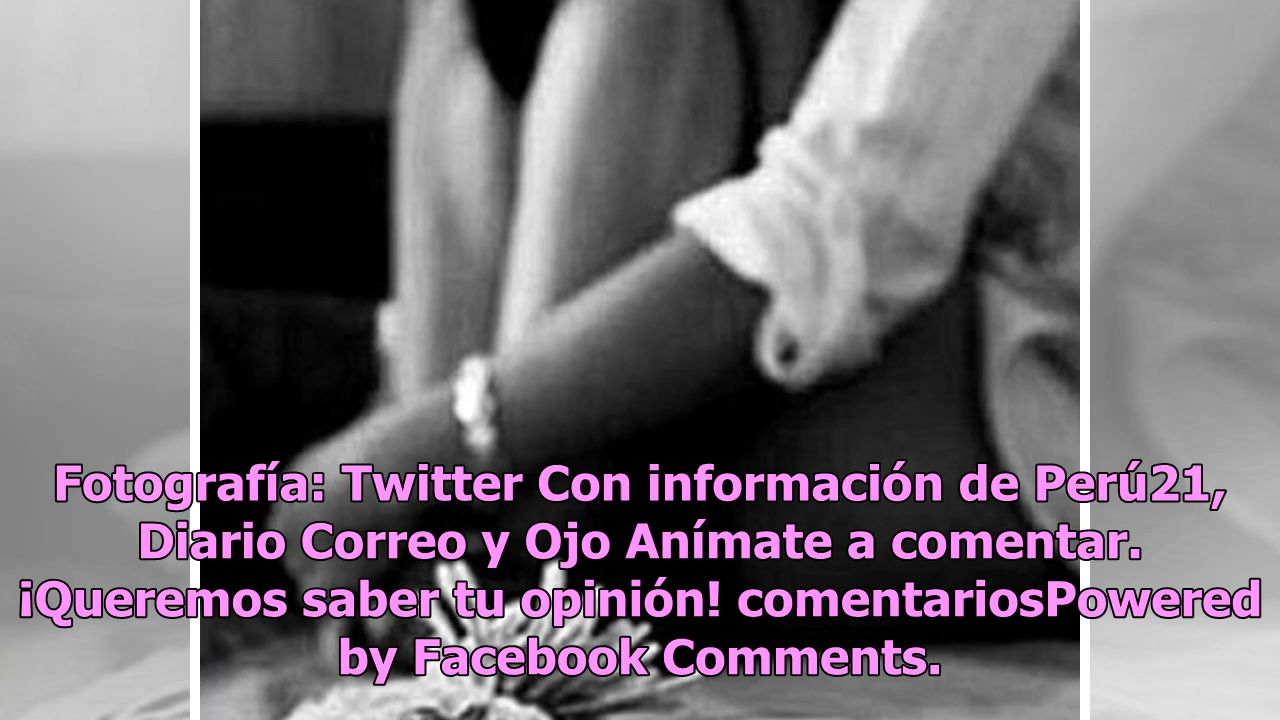 Fotografía: Twitter Con información de Perú21,
Diario Correo y Ojo Anímate a comentar.
¡Queremos saber tu opinión! comentariosPowered
by Facebook Comments.